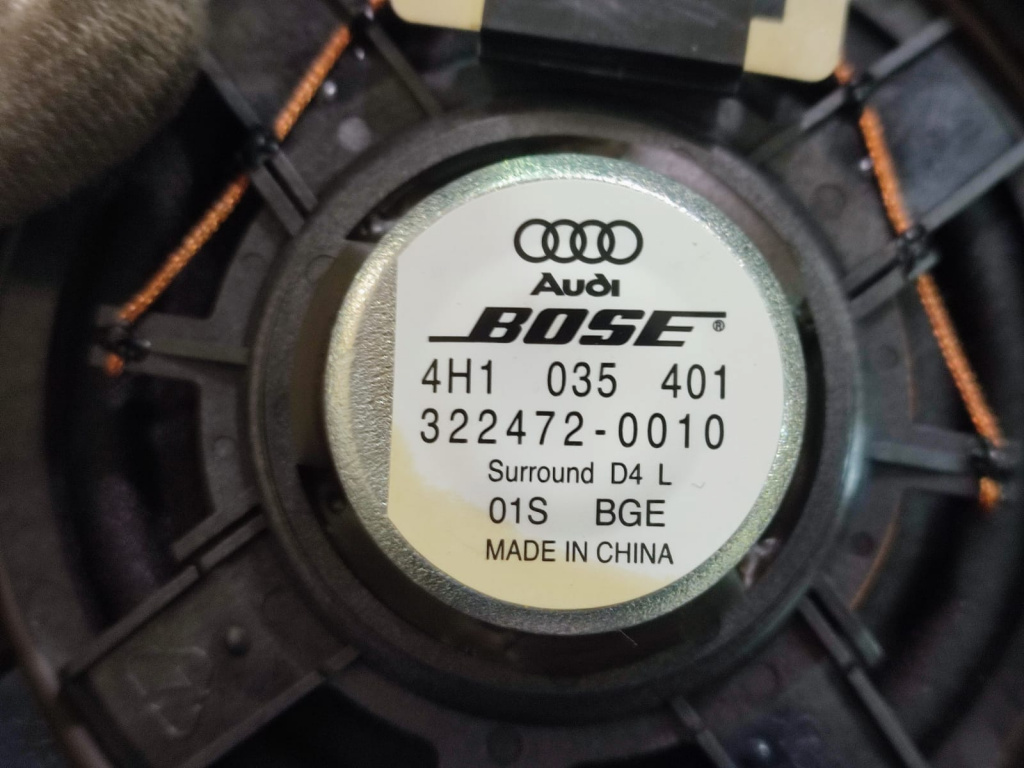 Audi
BOSE®
4H1 035 401
322472-0010
Surround D4 L
01S BGE
MADE IN CHINA